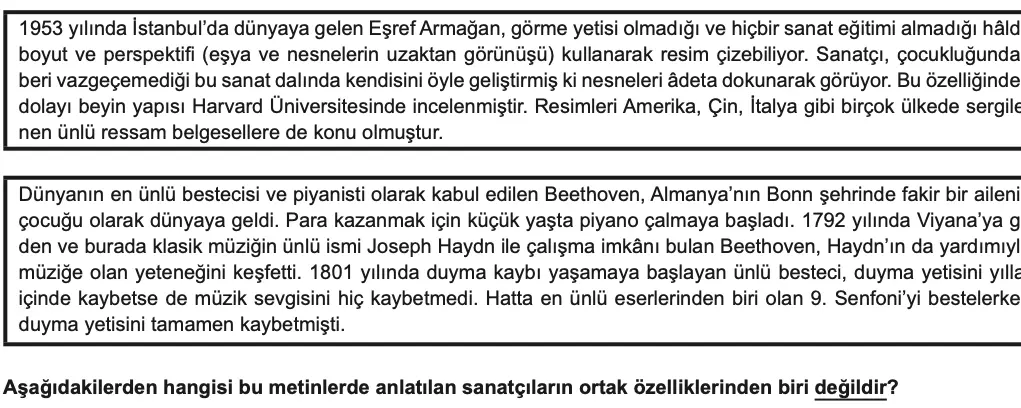 1953 yılında İstanbul’da dünyaya gelen Eşref Armağan, görme yetisi olmadığı ve hiçbir sanat eğitimi almadığı hâld
boyut ve perspektifi (eşya ve nesnelerin uzaktan görünüşü) kullanarak resim çizebiliyor. Sanatçı, çocukluğunda
beri vazgeçemediği bu sanat dalında kendisini öyle geliştirmiş ki nesneleri âdeta dokunarak görüyor. Bu özelliğinde
dolayı beyin yapısı Harvard Üniversitesinde incelenmiştir. Resimleri Amerika, Çin, İtalya gibi birçok ülkede sergile
nen ünlü ressam belgesellere de konu olmuştur.
Dünyanın en ünlü bestecisi ve piyanisti olarak kabul edilen Beethoven, Almanya’nın Bonn şehrinde fakir bir aileni
çocuğu olarak dünyaya geldi. Para kazanmak için küçük yaşta piyano çalmaya başladı. 1792 yılında Viyana’ya g
den ve burada klasik müziğin ünlü ismi Joseph Haydn ile çalışma imkânı bulan Beethoven, Haydn’ın da yardımıyl
müziğe olan yeteneğini keşfetti. 1801 yılında duyma kaybı yaşamaya başlayan ünlü besteci, duyma yetisini yılla
içinde kaybetse de müzik sevgisini hiç kaybetmedi. Hatta en ünlü eserlerinden biri olan 9. Senfoni’yi bestelerke
duyma yetisini tamamen kaybetmişti.
Aşağıdakilerden hangisi bu metinlerde anlatılan sanatçıların ortak özelliklerinden biri değildir?